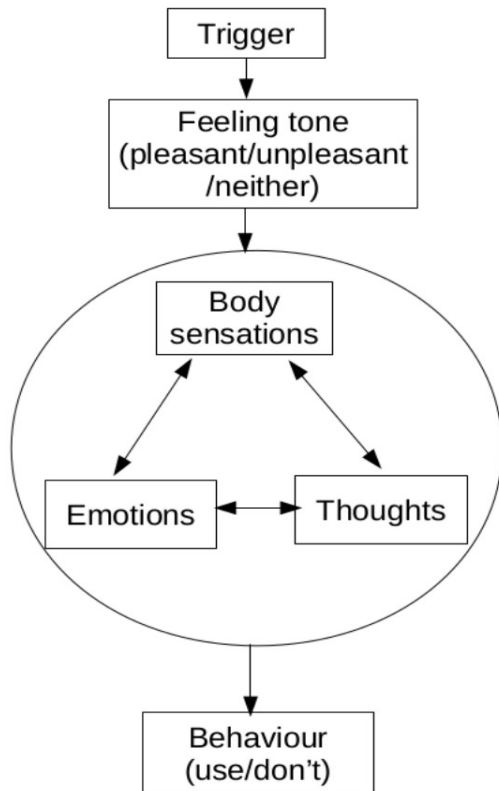 Trigger
Feeling tone
(pleasant/unpleasant
/neither)
Body
sensations
Emotions
Thoughts
Behaviour
(use/don’t)